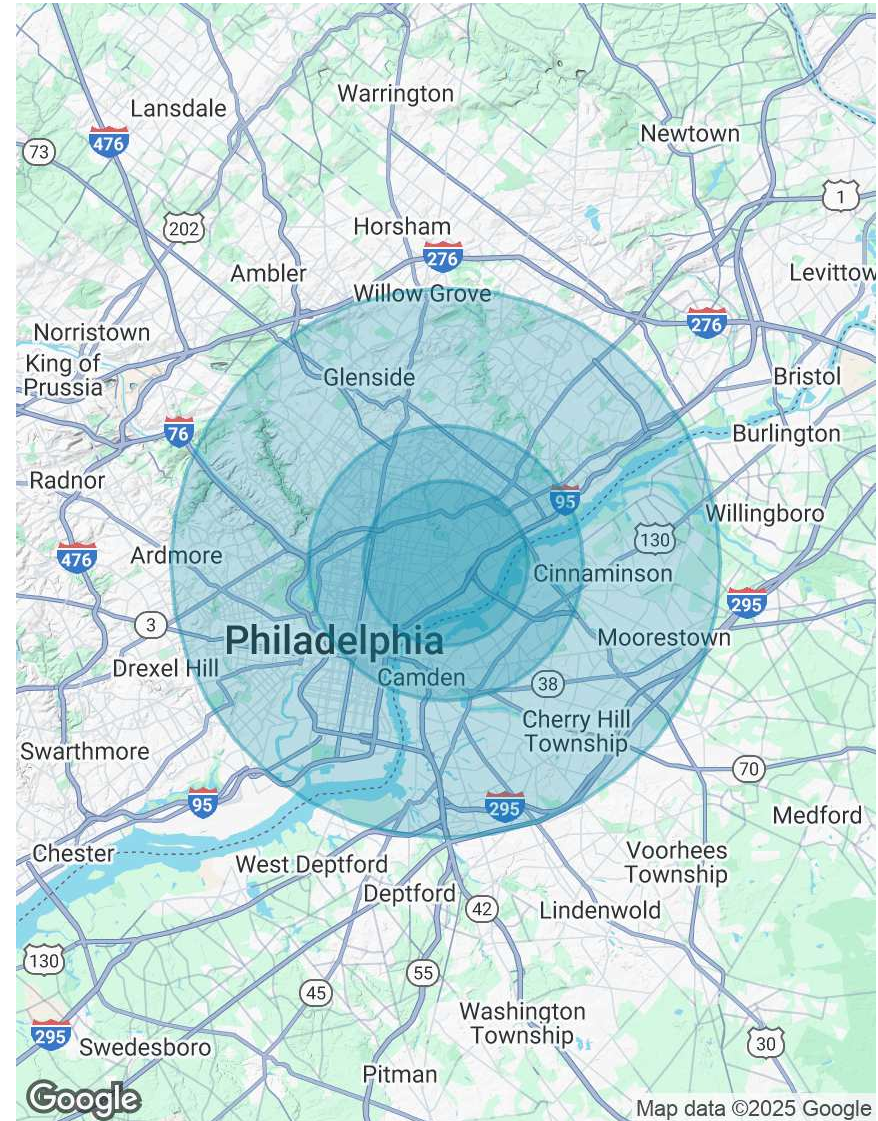 Warrington
Lansdale
476
73
Newtown
1
202
Horsham
276
Ambler
Levittow
Willow Grove
276
Norristown
King of
Prussia
Glenside
Bristol
76
Burlington
Radnor
95
Willingboro
130
476
Ardmore
Cinnaminson
295
3
Philadelphia
Moorestown
Drexel Hill
Camden
38
Cherry Hill
Township
Swarthmore
70
95
295
Medford
Chester
West Deptford
Voorhees
Township
Deptford
42
Lindenwold
130
55
45
Washington
Township
295
Swedesboro
30
Pitman
Google
Map data ©2025 Google